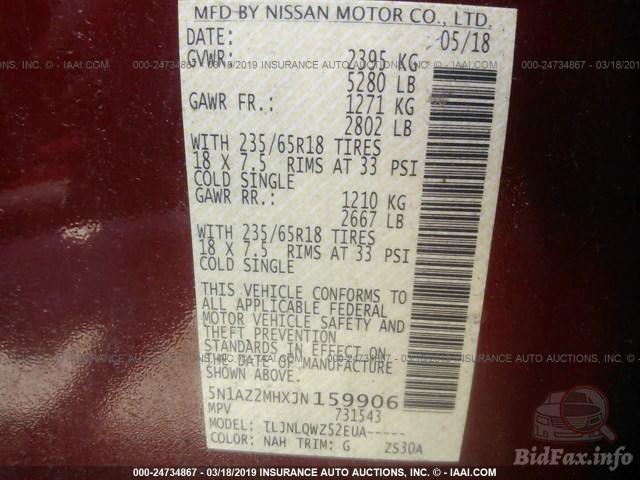 MFD BY NISSAN MOTOR CO., LTD.
DATE: 05/18
GVWR: 2395 KG
5280 LB
GAWR FR.: 1271 KG
2802 LB
WITH 235/65R18 TIRES
18 X 7.5 RIMS AT 33 PSI
COLD SINGLE
GAWR RR.: 1210 KG
2667 LB
WITH 235/65R18 TIRES
18 X 7.5 RIMS AT 33 PSI
COLD SINGLE
THIS VEHICLE CONFORMS TO
ALL APPLICABLE FEDERAL
MOTOR VEHICLE SAFETY AND
THEFT PREVENTION
STANDARDS IN EFFECT ON
THE DATE OF MANUFACTURE
SHOWN ABOVE.
5N1AZ2MHXJN159906
MPV 731543
MODEL: TLJNLQWZ52EUA-----
COLOR: NAH TRIM: G ZS30A
000-24734867 - 03/18/2019 INSURANCE AUTO AUCTIONS, INC. - © IAAI.COM
BidFax.info